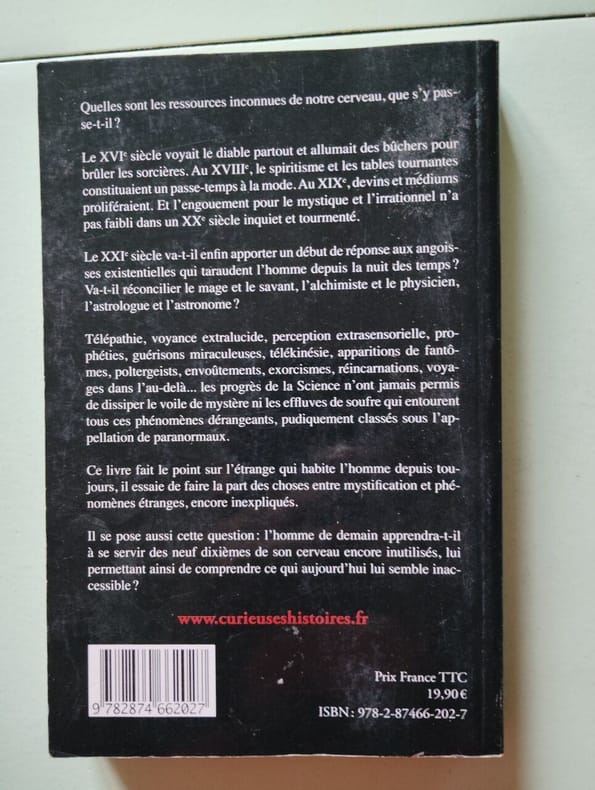 Quelles sont les ressources inconnues de notre cerveau, que s'y pas-
se-t-il ?
Le XVIe siècle voyait le diable partout et allumait des bûchers pour
brûler les sorcières. Au XVIIIe, le spiritisme et les tables tournantes
constituaient un passe-temps à la mode. Au XIXe, devins et médiums
proliféraient. Et l'engouement pour le mystique et l'irrationnel n'a
pas faibli dans un XXe siècle inquiet et tourmenté.
Le XXIe siècle va-t-il enfin apporter un début de réponse aux angois-
ses existentielles qui taraudent l'homme depuis la nuit des temps ?
Va-t-il réconcilier le mage et le savant, l'alchimiste et le physicien,
l'astrologue et l'astronome ?
Télépathie, voyance extralucide, perception extrasensorielle, pro-
phéties, guérisons miraculeuses, télékinésie, apparitions de fantô-
mes, poltergeists, envoûtements, exorcismes, réincarnations, voya-
ges dans l'au-delà... les progrès de la Science n'ont jamais permis
de dissiper le voile de mystère ni les effluves de soufre qui entourent
tous ces phénomènes dérangeants, pudiquement classés sous l'ap-
pellation de paranormaux.
Ce livre fait le point sur l'étrange qui habite l'homme depuis tou-
jours, il essaie de faire la part des choses entre mystification et phé-
nomènes étranges, encore inexpliqués.
Il se pose aussi cette question : l'homme de demain apprendra-t-il
à se servir des neuf dixièmes de son cerveau encore inutilisés, lui
permettant ainsi de comprendre ce qui aujourd'hui lui semble inac-
cessible ?
www.curieuseshistoires.fr
9 782874 662027
Prix France TTC
19,90 €
ISBN : 978-2-87466-202-7